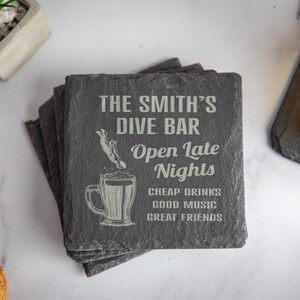 THE SMITH'S
DIVE BAR
Open Late
Nights
CHEAP DRINKS
GOOD MUSIC
GREAT FRIENDS